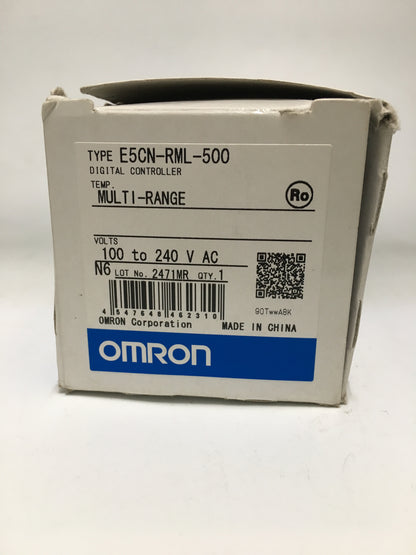 TYPE E5CN-RML-500
DIGITAL CONTROLLER
TEMP.
MULTI-RANGE
Ro
VOLTS
100 to 240 V AC
N6 LOT No. 2471MR QTY.1
4 547648 462310
90TwwA8K
OMRON Corporation MADE IN CHINA
OMRON